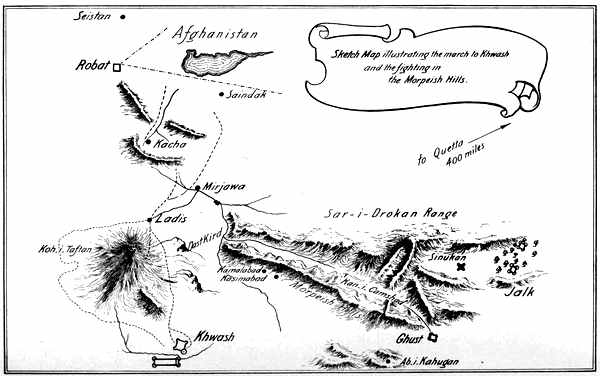 Seistan
Afghanistan
Robat
Sketch Map illustrating the march to Khwash
and the fighting in
the Morpeish Hills.
Saindak
to Quetta
400 miles
Kacha
Mirjawa
Ladis
Sar-i-Drokan Range
Koh.i.Taftan
Dast Kird
Sinukan
Kamalabad
Kasimabad
Morpeish
Kan.i.
Jalk
Khwash
Ghust
Ab.i.Kahugan